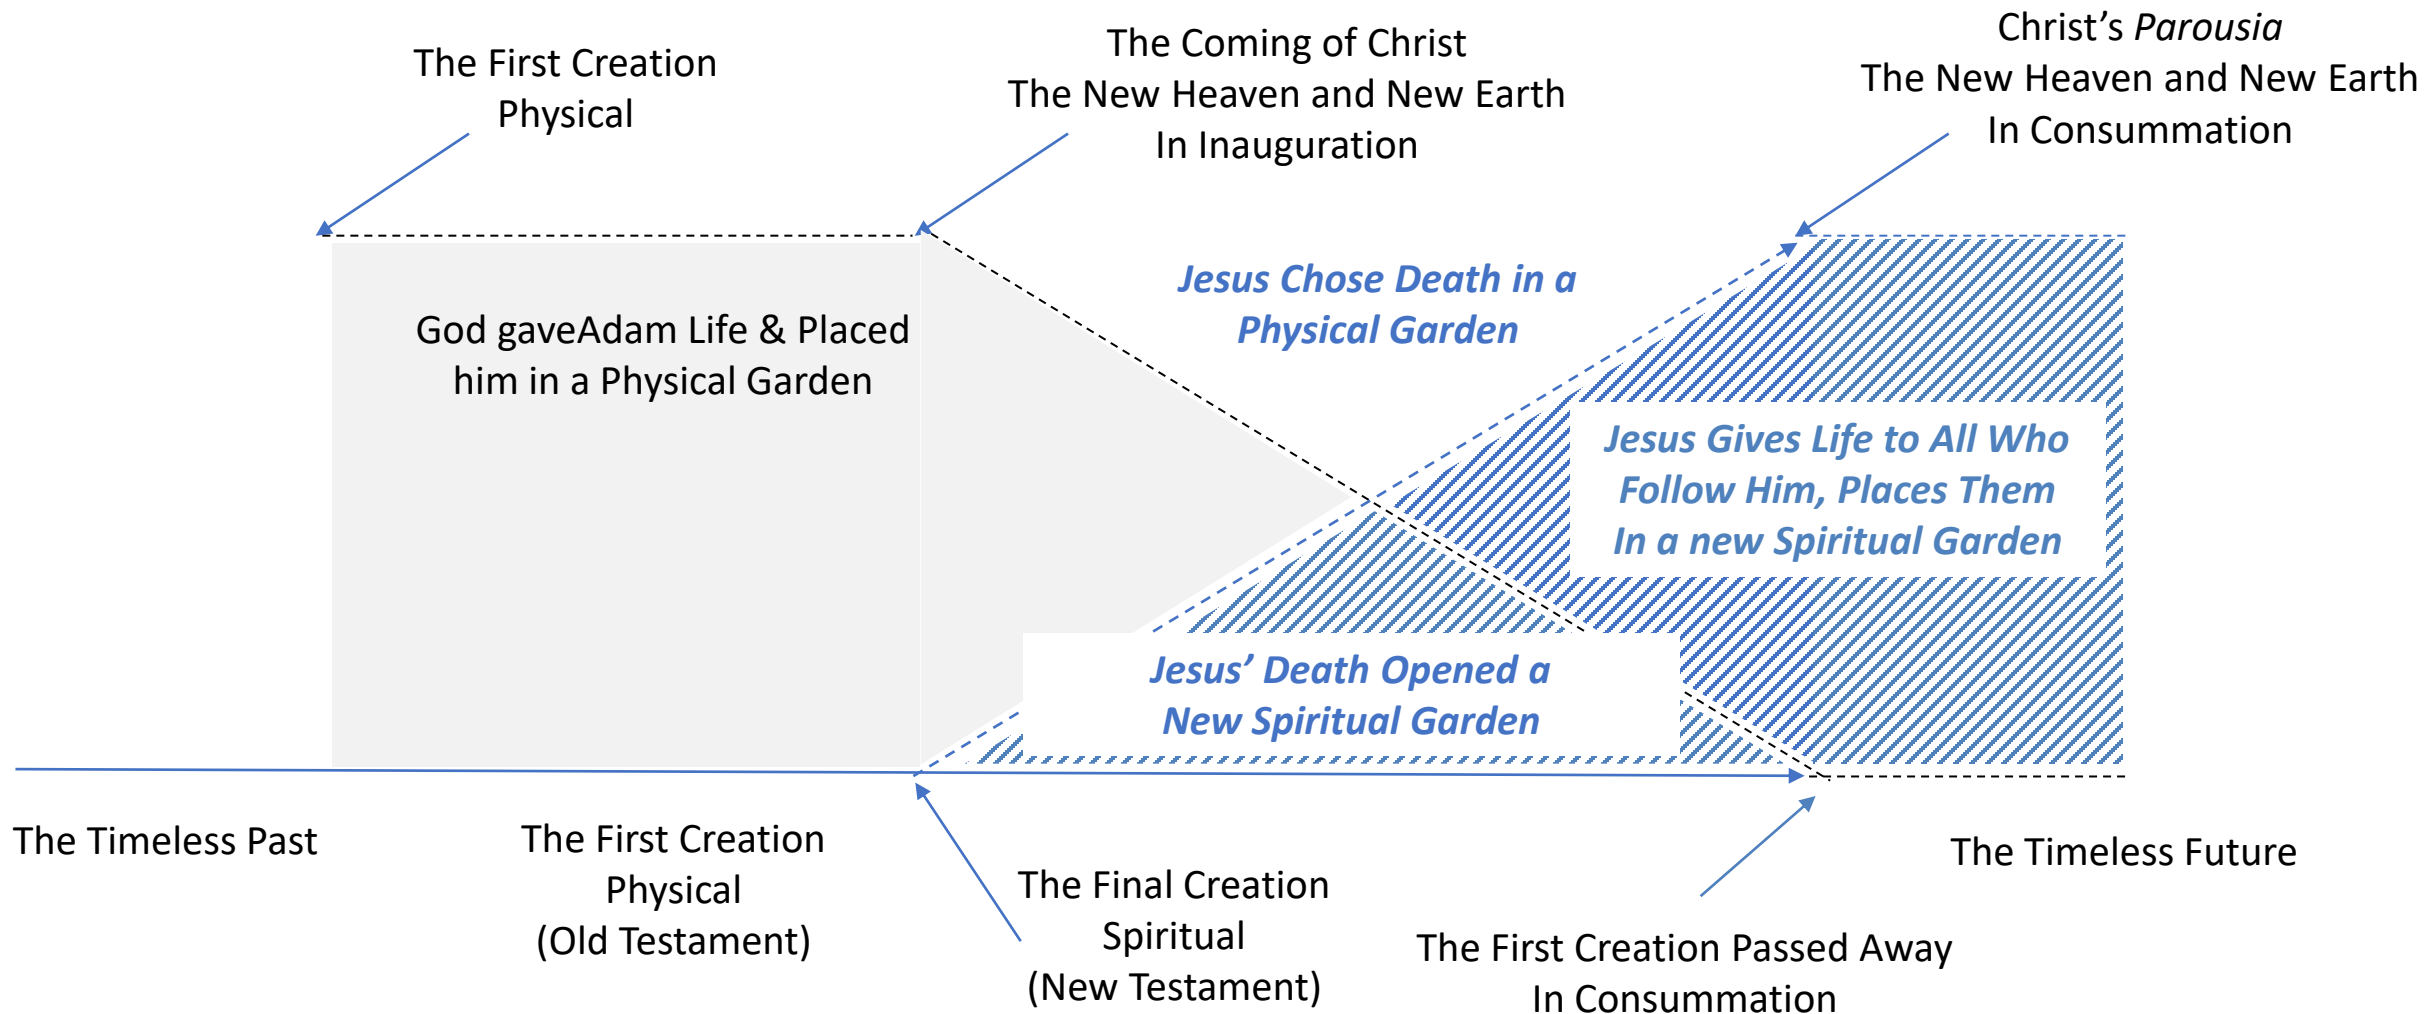 The First Creation
Physical
The Coming of Christ
The New Heaven and New Earth
In Inauguration
Christ’s Parousia
The New Heaven and New Earth
In Consummation
God gaveAdam Life & Placed
him in a Physical Garden
Jesus Chose Death in a
Physical Garden
Jesus Gives Life to All Who
Follow Him, Places Them
In a new Spiritual Garden
Jesus’ Death Opened a
New Spiritual Garden
The Timeless Past
The First Creation
Physical
(Old Testament)
The Final Creation
Spiritual
(New Testament)
The First Creation Passed Away
In Consummation
The Timeless Future